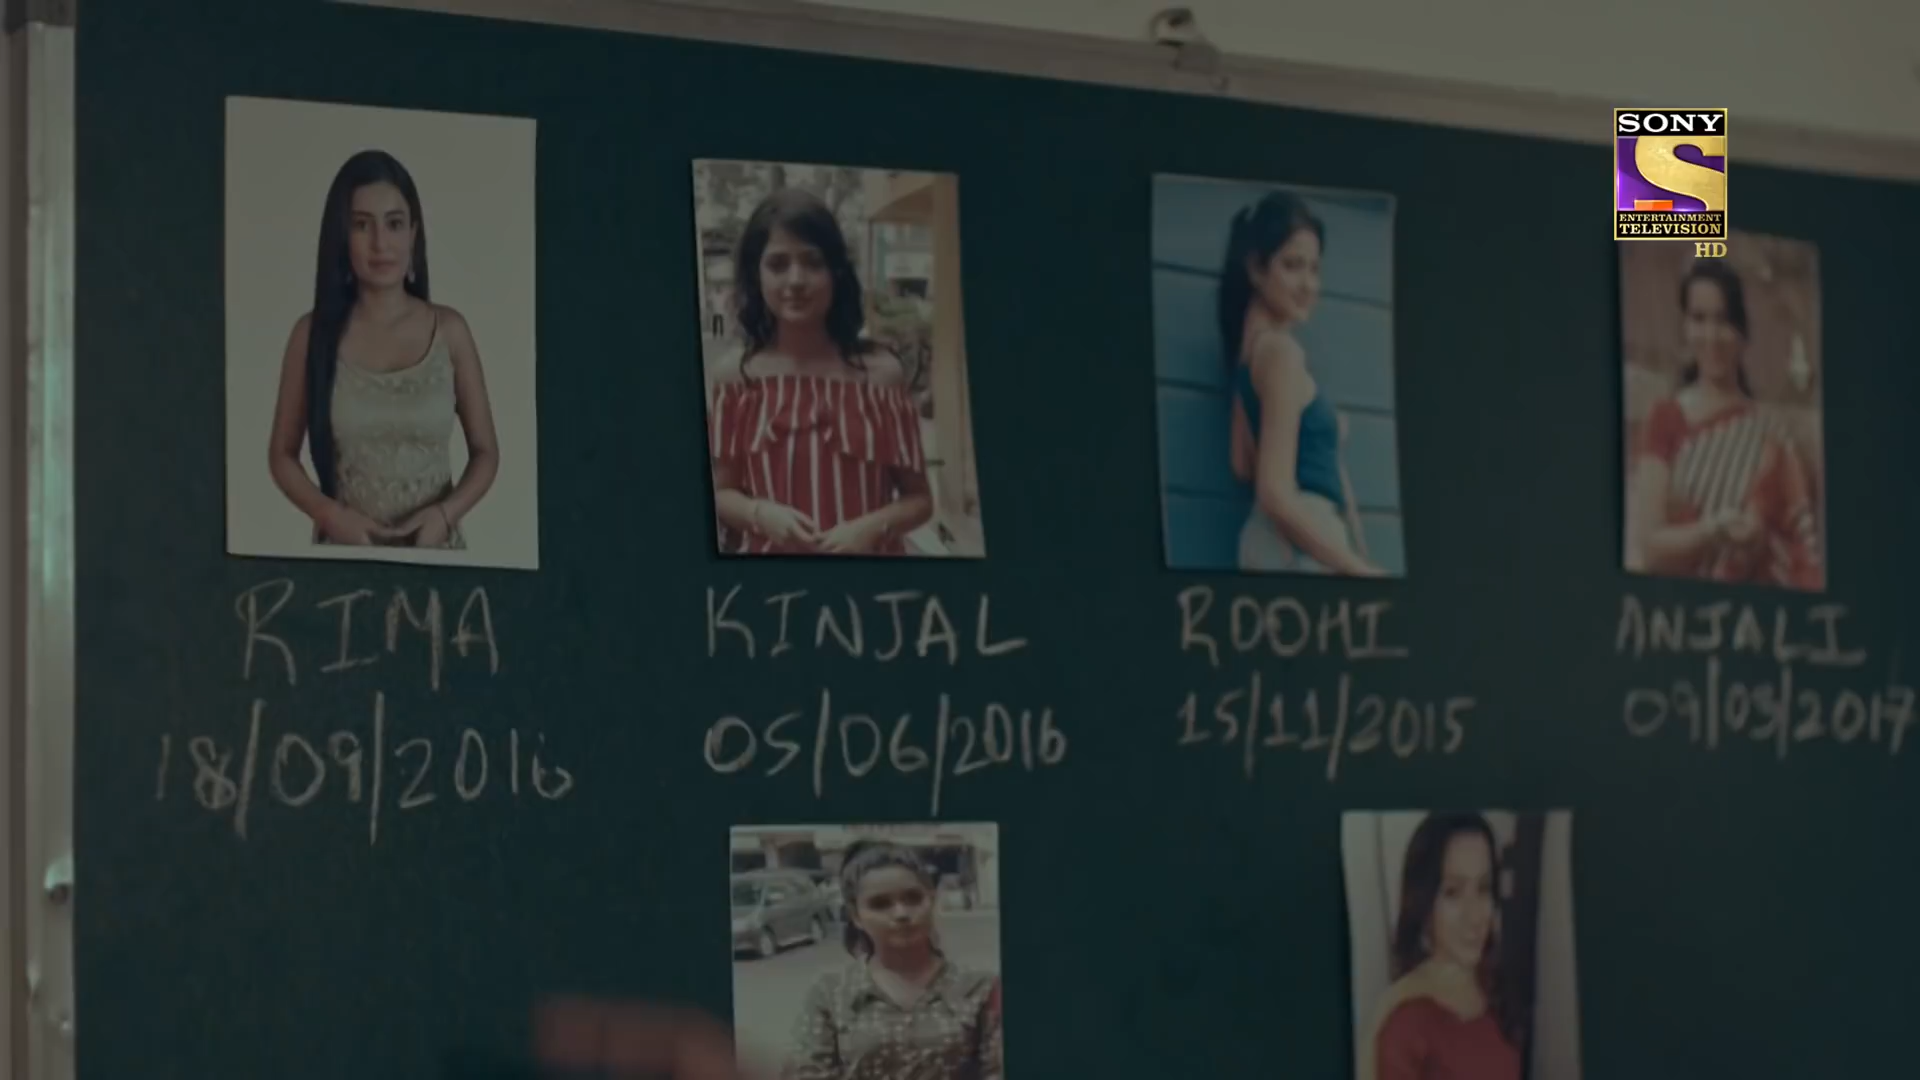 SONY
ENTERTAINMENT
TELEVISION
HD
RIMA
KINJAL
ROOHI
ANJALI
18/09/2016
05/06/2016
15/11/2015
09/03/2017